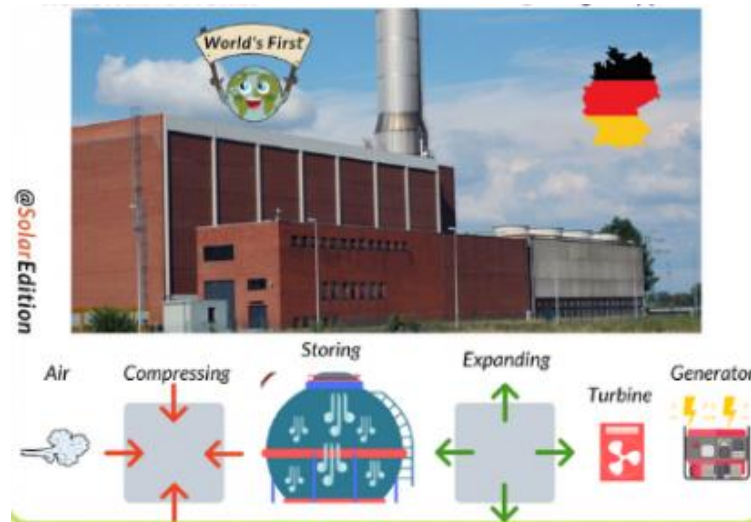 World's First
@SolarEdition
Air
Compressing
Storing
Expanding
Turbine
Generator